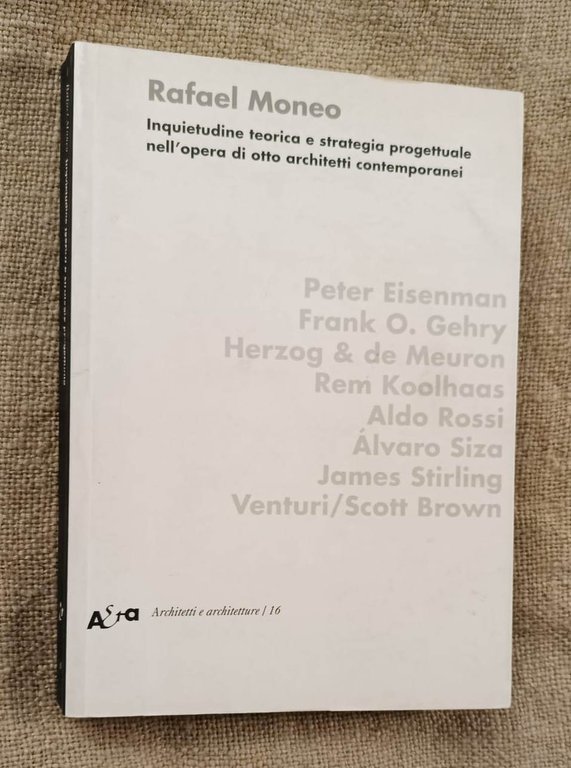 Rafael Moneo
Inquietudine teorica e strategia progettuale
nell'opera di otto architetti contemporanei
Peter Eisenman
Frank O. Gehry
Herzog & de Meuron
Rem Koolhaas
Aldo Rossi
Álvaro Siza
James Stirling
Venturi/Scott Brown
A&a Architetti e architetture | 16